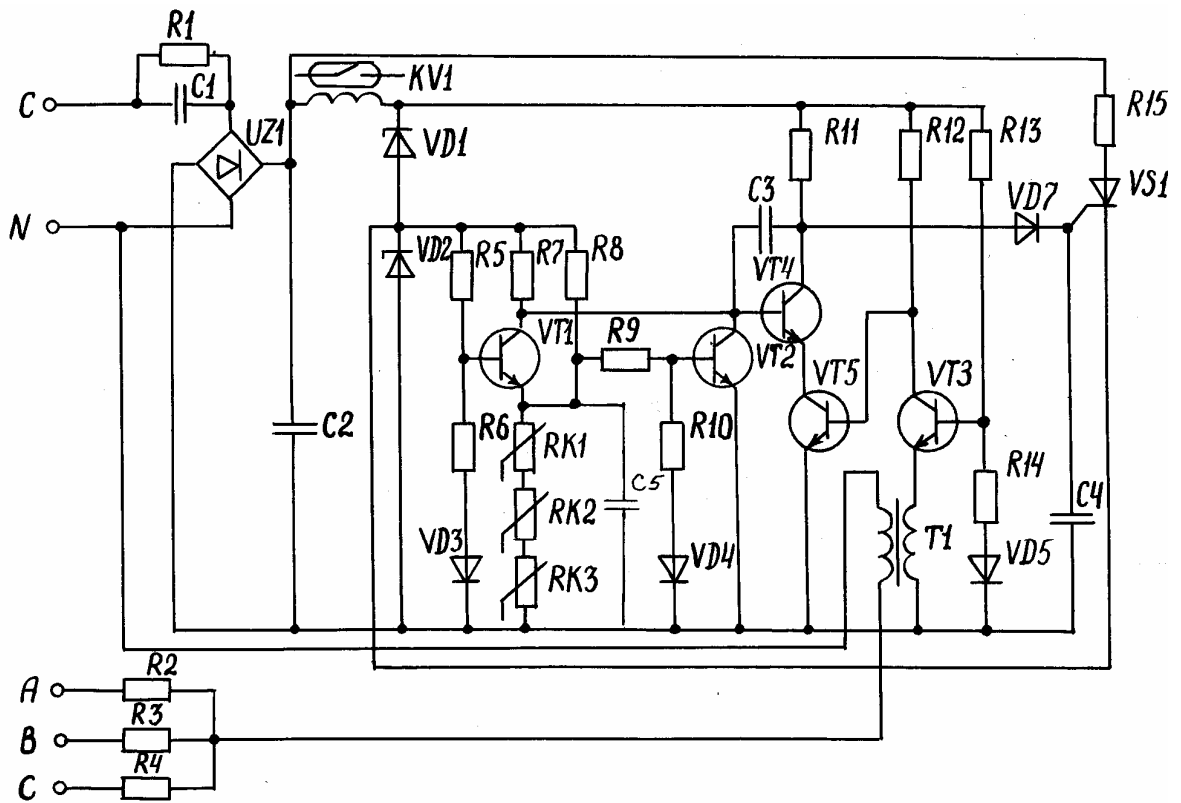 R1
C1
C
UZ1
KV1
N
VD1
R11
R12
R13
R15
VS1
VD7
C3
VD2
R5
R7
R8
VT4
VT1
R9
VT2
VT5
VT3
C2
R6
RK1
R10
R14
C5
C4
RK2
T1
VD3
VD4
VD5
RK3
R2
A
R3
B
R4
C